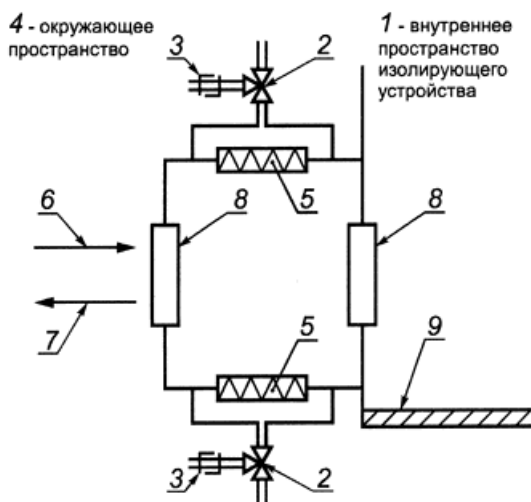 4 - окружающее
пространство
1 - внутреннее
пространство
изолирующего
устройства
3
2
5
8
8
6
7
5
9
3
2